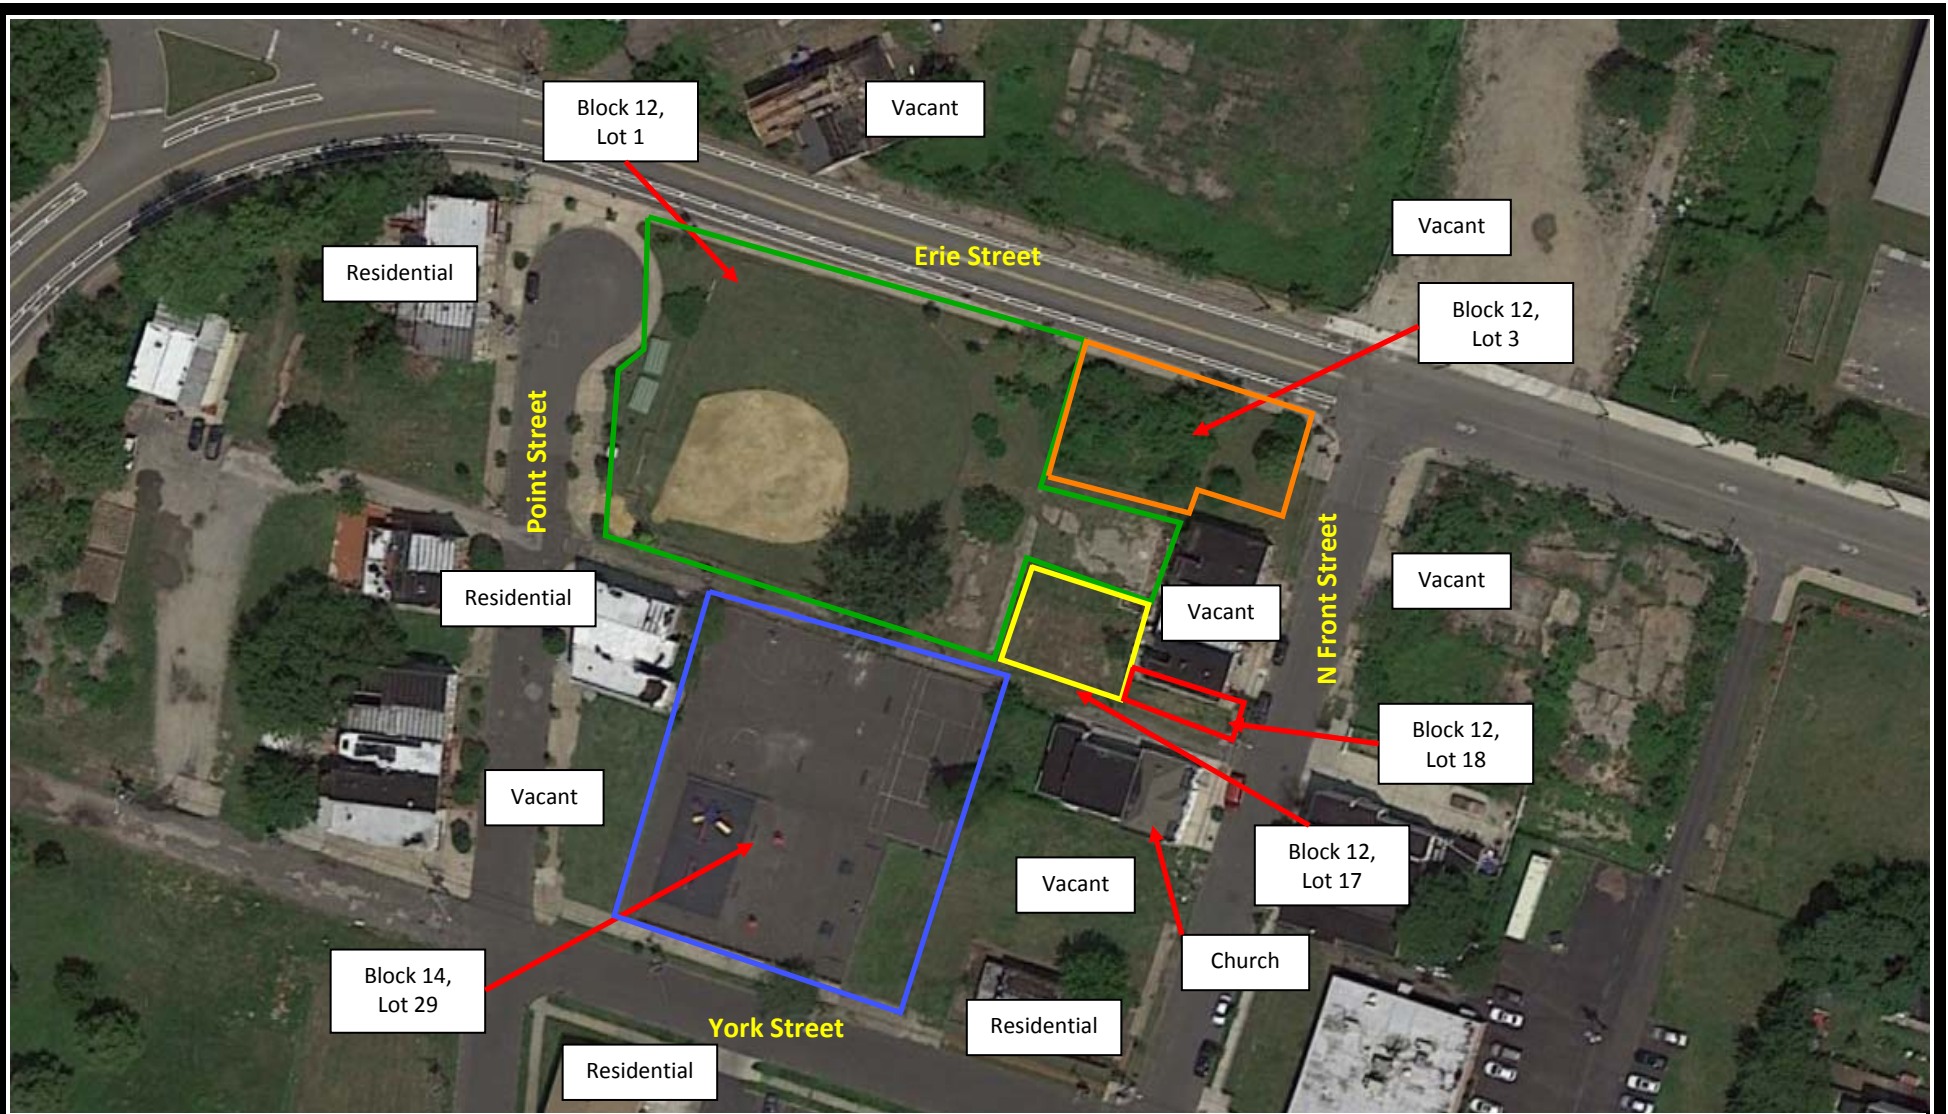 Block 12,
Lot 1
Vacant
Vacant
Residential
Erie Street
Block 12,
Lot 3
Point Street
N Front Street
Vacant
Residential
Vacant
Block 12,
Lot 18
Vacant
Block 12,
Lot 17
Vacant
Church
Block 14,
Lot 29
York Street
Residential
Residential